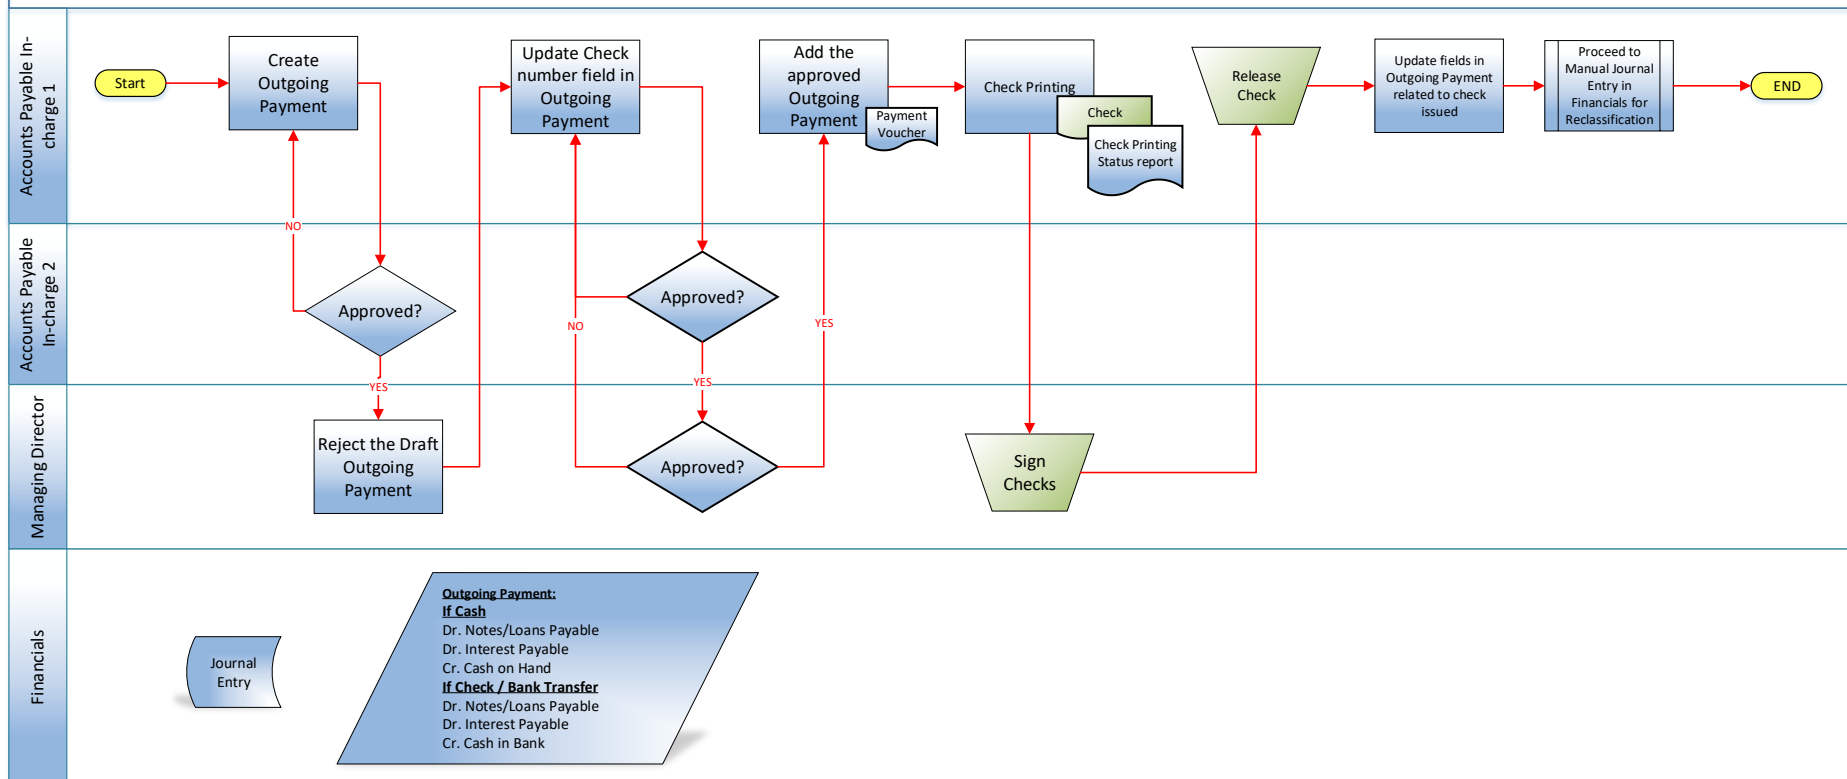 Accounts Payable In-
charge 1
Start
Create
Outgoing
Payment
Update Check
number field in
Outgoing
Payment
Add the
approved
Outgoing
Payment
Payment
Voucher
Check Printing
Check
Check Printing
Status report
Release
Check
Update fields in
Outgoing Payment
related to check
issued
Proceed to
Manual Journal
Entry in
Financials for
Reclassification
END
Accounts Payable
In-charge 2
NO
Approved?
YES
Approved?
NO
YES
YES
Managing Director
Reject the Draft
Outgoing
Payment
Approved?
Sign
Checks
Financials
Journal
Entry
Outgoing Payment:
If Cash
Dr. Notes/Loans Payable
Dr. Interest Payable
Cr. Cash on Hand
If Check / Bank Transfer
Dr. Notes/Loans Payable
Dr. Interest Payable
Cr. Cash in Bank